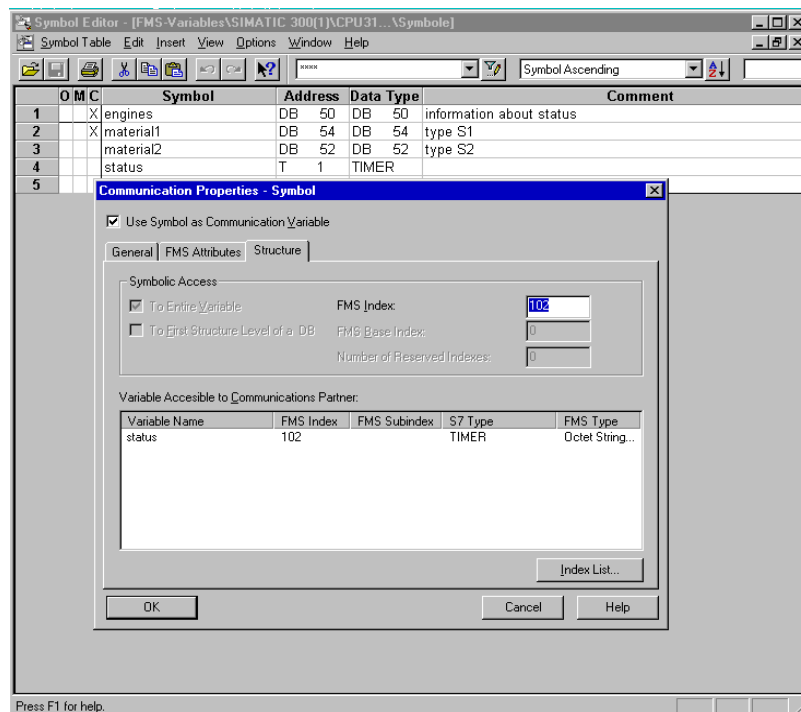 Symbol Editor - [FMS-Variables\SIMATIC 300(1)\CPU31...\Symbole]
Symbol Table Edit Insert View Options Window Help
**** Symbol Ascending
O M C Symbol Address Data Type Comment
1 X engines DB 50 DB 50 information about status
2 X material1 DB 54 DB 54 type S1
3 material2 DB 52 DB 52 type S2
4 status T 1 TIMER
5
Communication Properties - Symbol
Use Symbol as Communication Variable
General FMS Attributes Structure
Symbolic Access
To Entire Variable FMS Index: 102
To First Structure Level of a DB FMS Base Index: 0
Number of Reserved Indexes: 0
Variable Accesible to Communications Partner:
Variable Name FMS Index FMS Subindex S7 Type FMS Type
status 102 TIMER Octet String...
Index List...
OK Cancel Help
Press F1 for help.